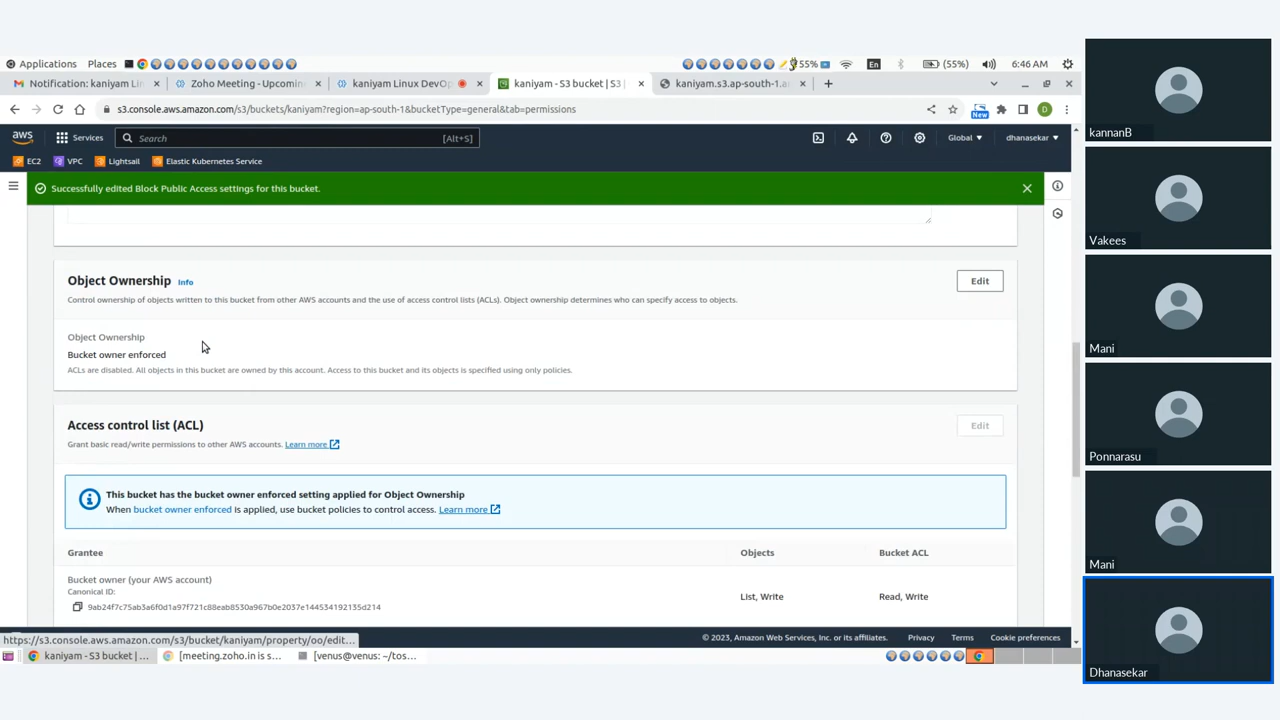 Applications Places 55% En (55%) 6:46 AM
Notification: kaniyam Lin × Zoho Meeting - Upcomin × kaniyam Linux DevO × kaniyam - S3 bucket | S3 | × kaniyam.s3.ap-south-1.a × +
s3.console.aws.amazon.com/s3/buckets/kaniyam?region=ap-south-1&bucketType=general&tab=permissions New D
aws Services Search [Alt+S] Global dhanasekar
EC2 VPC Lightsail Elastic Kubernetes Service
Successfully edited Block Public Access settings for this bucket.
Object Ownership Info Edit
Control ownership of objects written to this bucket from other AWS accounts and the use of access control lists (ACLs). Object ownership determines who can specify access to objects.
Object Ownership
Bucket owner enforced
ACLs are disabled. All objects in this bucket are owned by this account. Access to this bucket and its objects is specified using only policies.
Access control list (ACL) Edit
Grant basic read/write permissions to other AWS accounts. Learn more
This bucket has the bucket owner enforced setting applied for Object Ownership
When bucket owner enforced is applied, use bucket policies to control access. Learn more
Grantee Objects Bucket ACL
Bucket owner (your AWS account)
Canonical ID: List, Write Read, Write
9ab24f7c75ab3a6f0d1a97f721c88eab8530a967b0e2037e144534192135d214
https://s3.console.aws.amazon.com/s3/bucket/kaniyam/property/oo/edit...
© 2023, Amazon Web Services, Inc. or its affiliates. Privacy Terms Cookie preferences
kaniyam - S3 bucket | ... [meeting.zoho.in is s... [venus@venus: ~/tos...
kannanB
Vakees
Mani
Ponnarasu
Mani
Dhanasekar